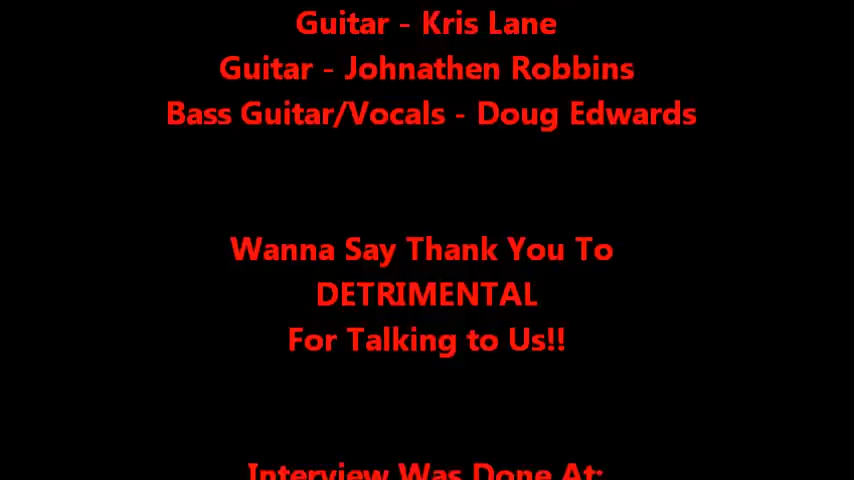 Guitar - Kris Lane
Guitar - Johnathen Robbins
Bass Guitar/Vocals - Doug Edwards
Wanna Say Thank You To
DETRIMENTAL
For Talking to Us!!
Interview Was Done At: